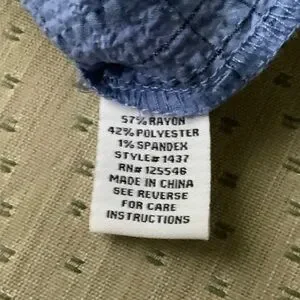 57% RAYON
42% POLYESTER
1% SPANDEX
STYLE# 1437
RN# 125546
MADE IN CHINA
SEE REVERSE
FOR CARE
INSTRUCTIONS